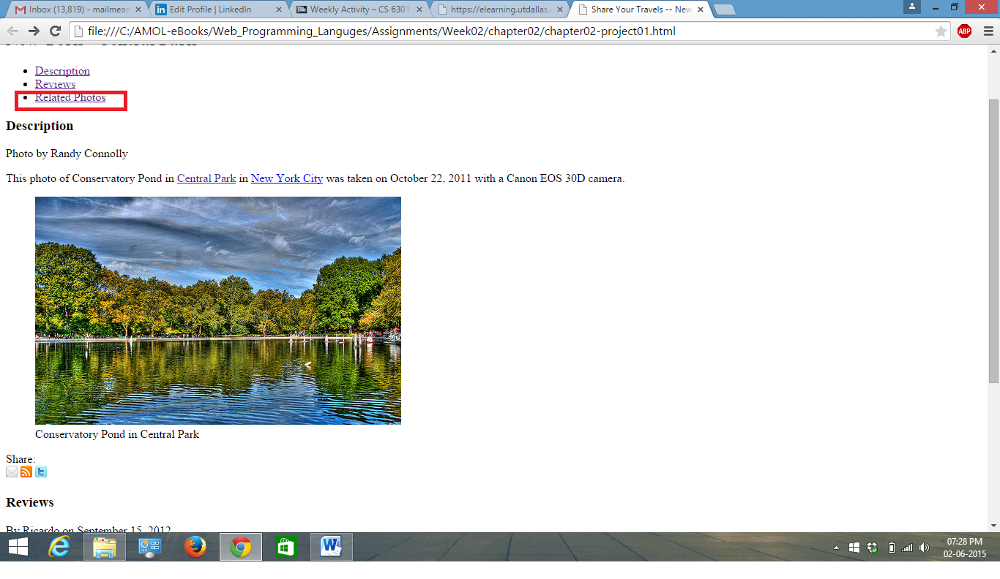 Inbox (13,819) - mailmean
Edit Profile | LinkedIn
Bb Weekly Activity – CS 6301
https://elearning.utdallas.
Share Your Travels -- New
file:///C:/AMOL-eBooks/Web_Programming_Languges/Assignments/Week02/chapter02/chapter02-project01.html
ABP
Description
Reviews
Related Photos
Description
Photo by Randy Connolly
This photo of Conservatory Pond in Central Park in New York City was taken on October 22, 2011 with a Canon EOS 30D camera.
Conservatory Pond in Central Park
Share:
Reviews
By Ricardo on September 15, 2012
07:28 PM
02-06-2015